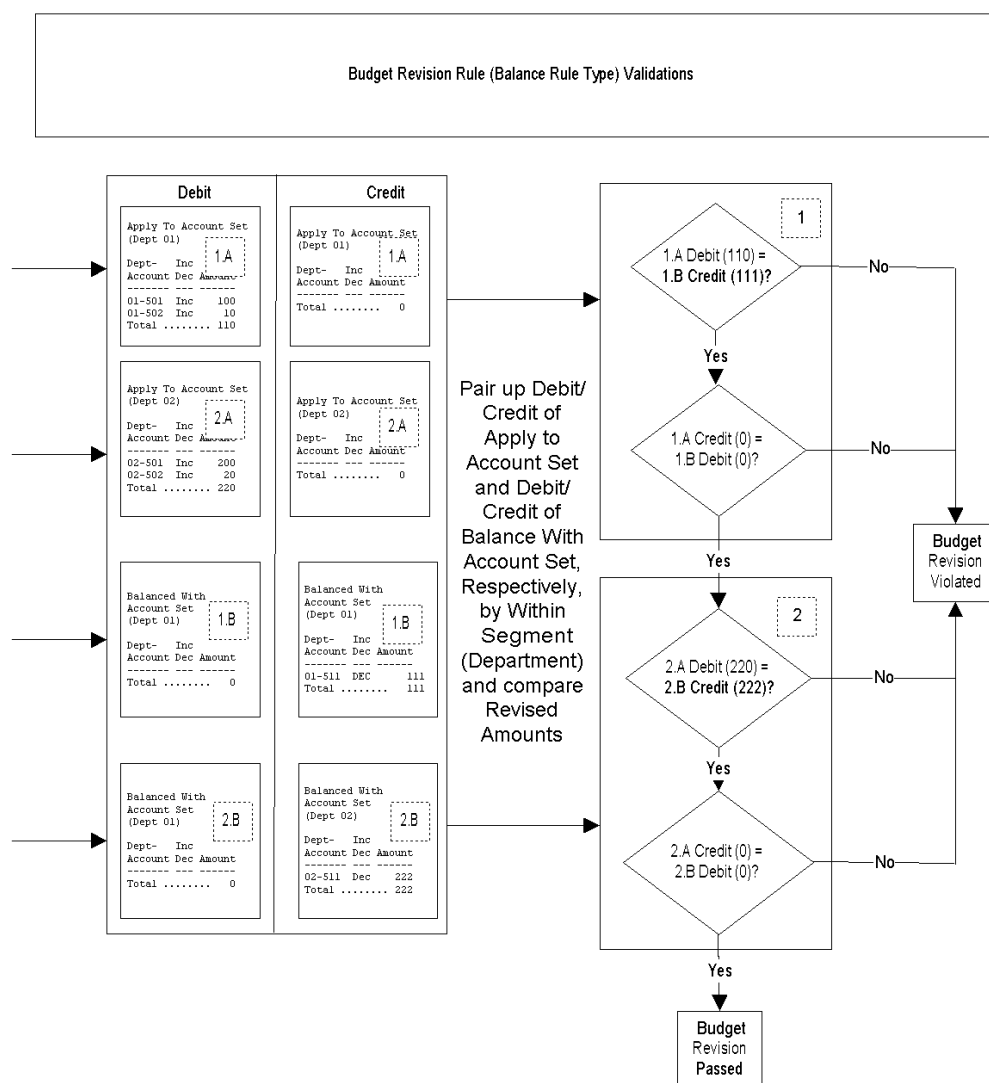 Budget Revision Rule (Balance Rule Type) Validations
Debit
Credit
Apply To Account Set
(Dept 01)
1.A
Dept- Inc
Account Dec Amount
------- --- ------
01-501 Inc 100
01-502 Inc 10
Total ........ 110
Apply To Account Set
(Dept 01)
1.A
Dept- Inc
Account Dec Amount
------- --- ------
Total ........ 0
Apply To Account Set
(Dept 02)
2.A
Dept- Inc
Account Dec Amount
------- --- ------
02-501 Inc 200
02-502 Inc 20
Total ........ 220
Apply To Account Set
(Dept 02)
2.A
Dept- Inc
Account Dec Amount
------- --- ------
Total ........ 0
Balanced With
Account Set
(Dept 01)
1.B
Dept- Inc
Account Dec Amount
------- --- ------
Total ........ 0
Balanced With
Account Set
(Dept 01)
1.B
Dept- Inc
Account Dec Amount
------- --- ------
01-511 DEC 111
Total ........ 111
Balanced With
Account Set
(Dept 01)
2.B
Dept- Inc
Account Dec Amount
------- --- ------
Total ........ 0
Balanced With
Account Set
(Dept 02)
2.B
Dept- Inc
Account Dec Amount
------- --- ------
02-511 Dec 222
Total ........ 222
Pair up Debit/
Credit of
Apply to
Account Set
and Debit/
Credit of
Balance With
Account Set,
Respectively,
by Within
Segment
(Department)
and compare
Revised
Amounts
1
1.A Debit (110) =
1.B Credit (111)?
No
Yes
1.A Credit (0) =
1.B Debit (0)?
No
Yes
Budget
Revision
Violated
2
2.A Debit (220) =
2.B Credit (222)?
No
Yes
2.A Credit (0) =
2.B Debit (0)?
No
Yes
Budget
Revision
Passed